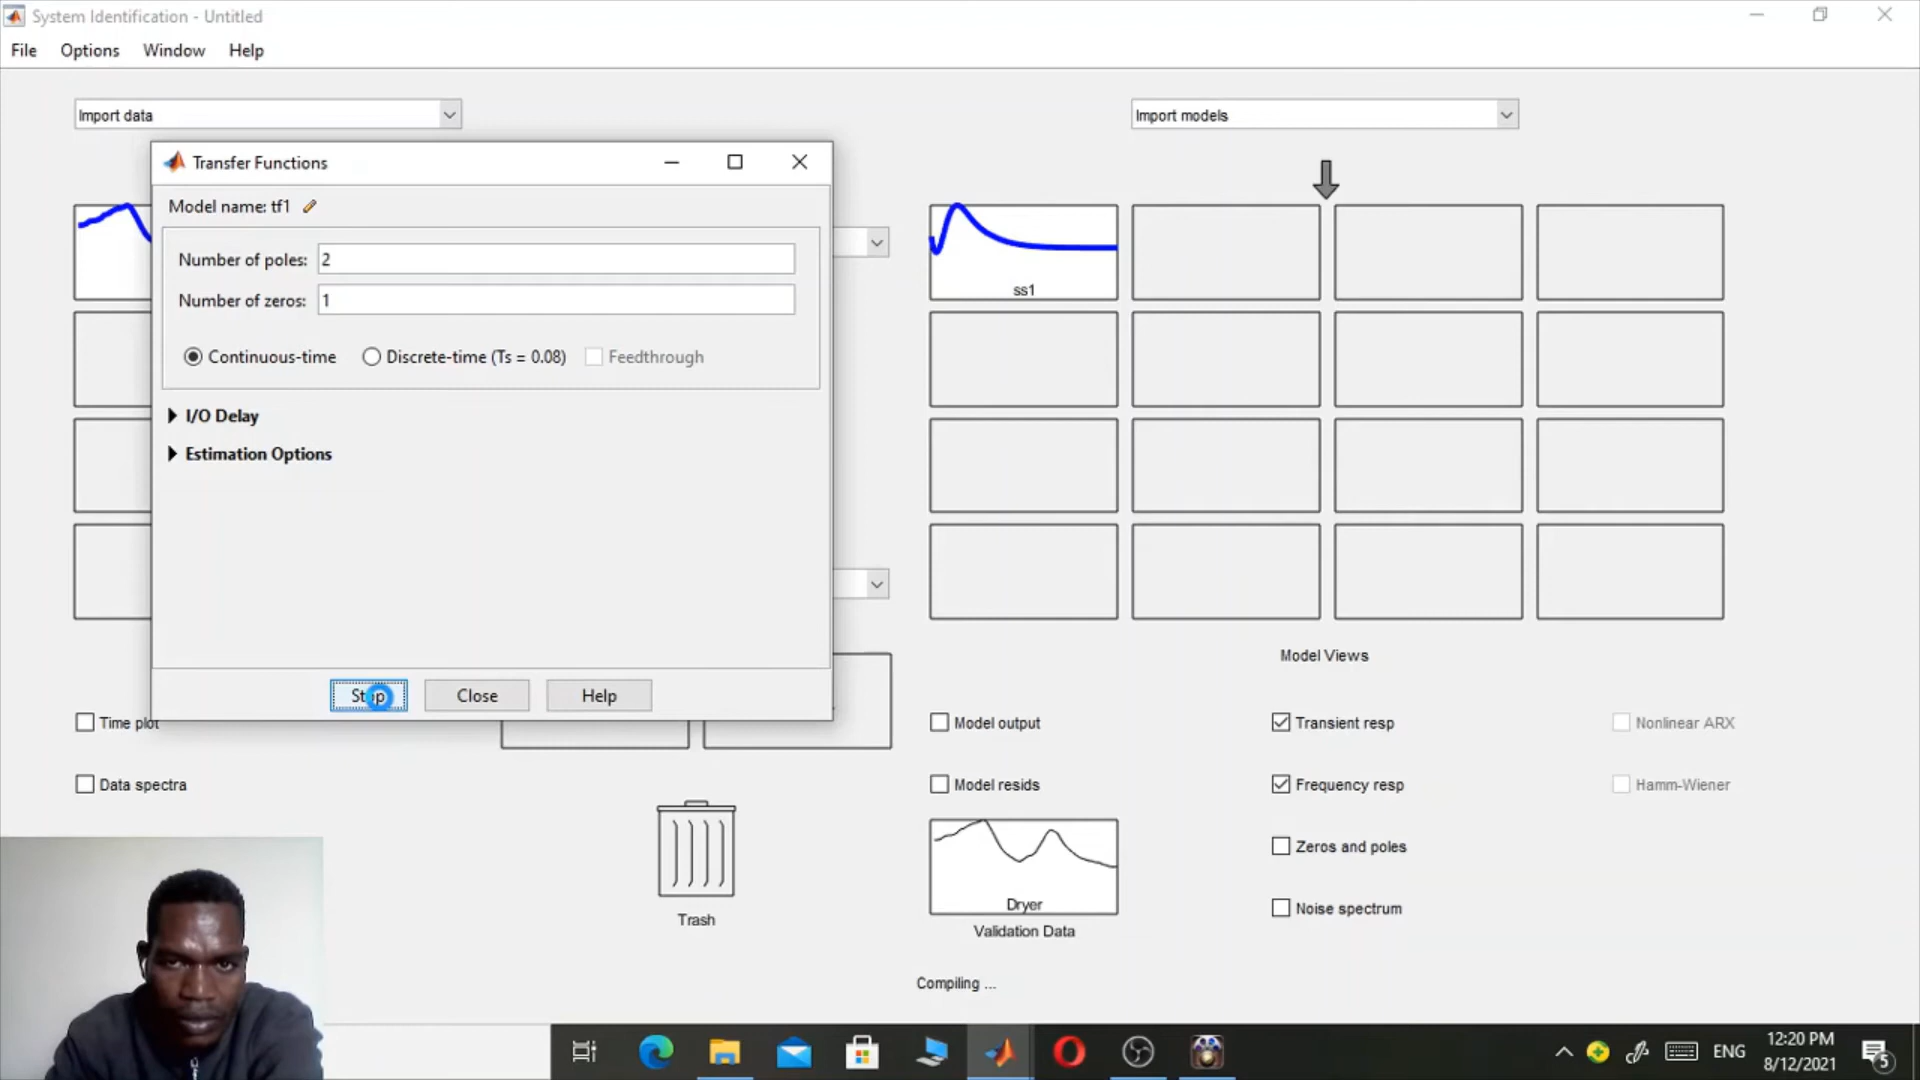 System Identification - Untitled
File Options Window Help
Import data
Import models
Transfer Functions
Model name: tf1
Number of poles: 2
Number of zeros: 1
Continuous-time Discrete-time (Ts = 0.08) Feedthrough
I/O Delay
Estimation Options
Stop Close Help
ss1
Model Views
Time plot
Data spectra
Model output
Transient resp
Nonlinear ARX
Model resids
Frequency resp
Hamm-Wiener
Zeros and poles
Noise spectrum
Dryer
Validation Data
Trash
Compiling ...
ENG
12:20 PM
8/12/2021
5